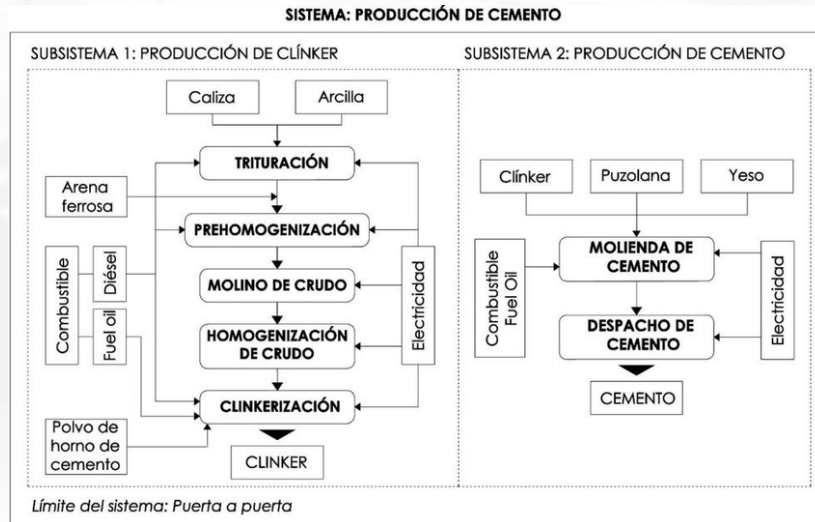 SISTEMA: PRODUCCIÓN DE CEMENTO
SUBSISTEMA 1: PRODUCCIÓN DE CLÍNKER
Caliza
Arcilla
TRITURACIÓN
Arena
ferrosa
PREHOMOGENIZACIÓN
Combustible
Diésel
Fuel oil
MOLINO DE CRUDO
Electricidad
HOMOGENIZACIÓN
DE CRUDO
CLINKERIZACIÓN
Polvo de
horno de
cemento
CLINKER
SUBSISTEMA 2: PRODUCCIÓN DE CEMENTO
Clínker
Puzolana
Yeso
MOLIENDA DE
CEMENTO
Combustible
Fuel Oil
Electricidad
DESPACHO DE
CEMENTO
CEMENTO
Límite del sistema: Puerta a puerta